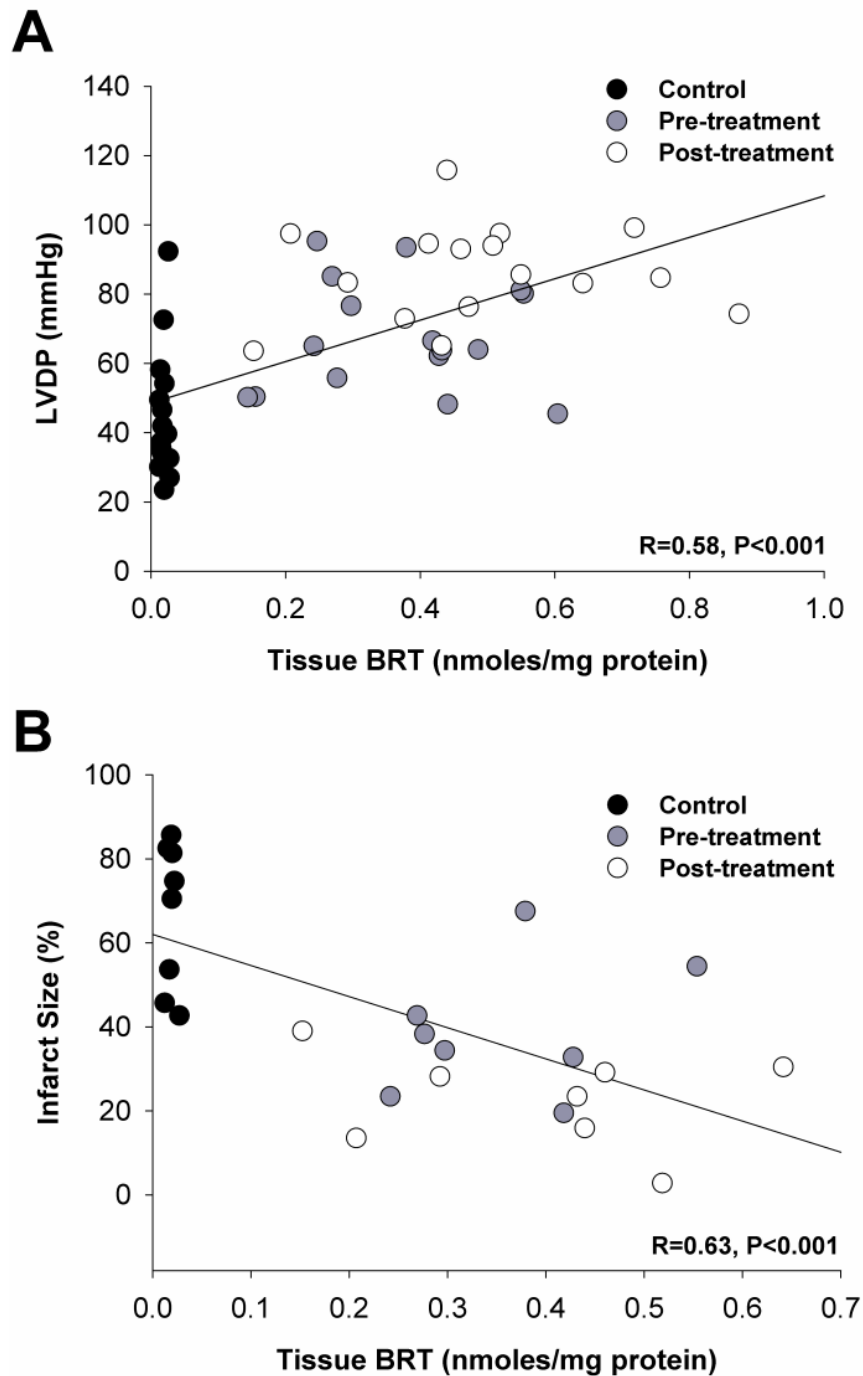 A
140
120
100
80
60
40
20
0
LVDP (mmHg)
Control
Pre-treatment
Post-treatment
R=0.58, P<0.001
0.0 0.2 0.4 0.6 0.8 1.0
Tissue BRT (nmoles/mg protein)
B
100
80
60
40
20
0
Infarct Size (%)
Control
Pre-treatment
Post-treatment
R=0.63, P<0.001
0.0 0.1 0.2 0.3 0.4 0.5 0.6 0.7
Tissue BRT (nmoles/mg protein)